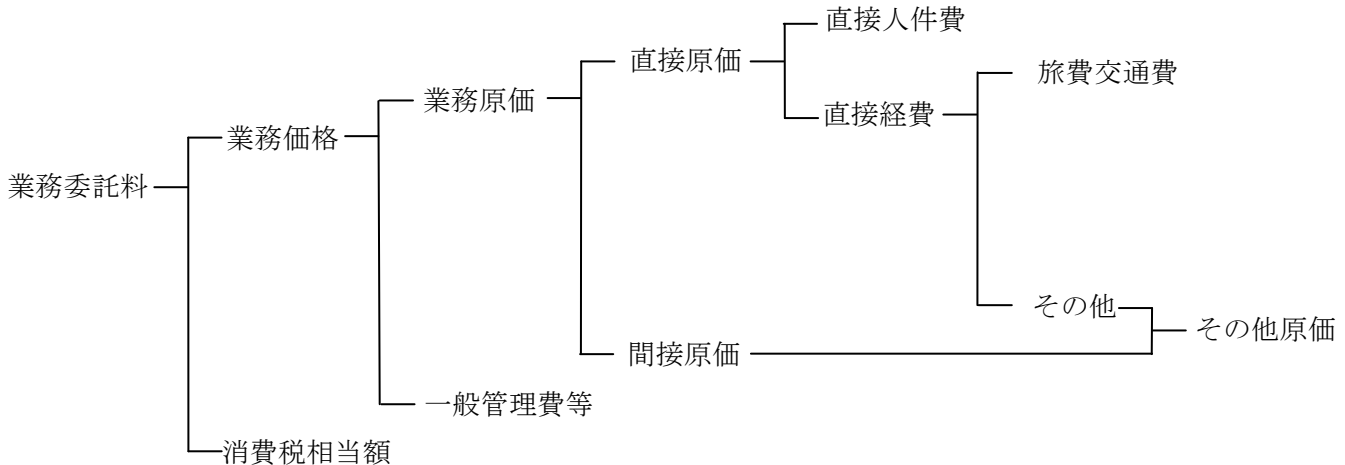 直接人件費
直接原価
旅費交通費
業務原価
直接経費
業務価格
業務委託料
その他
その他原価
間接原価
一般管理費等
消費税相当額